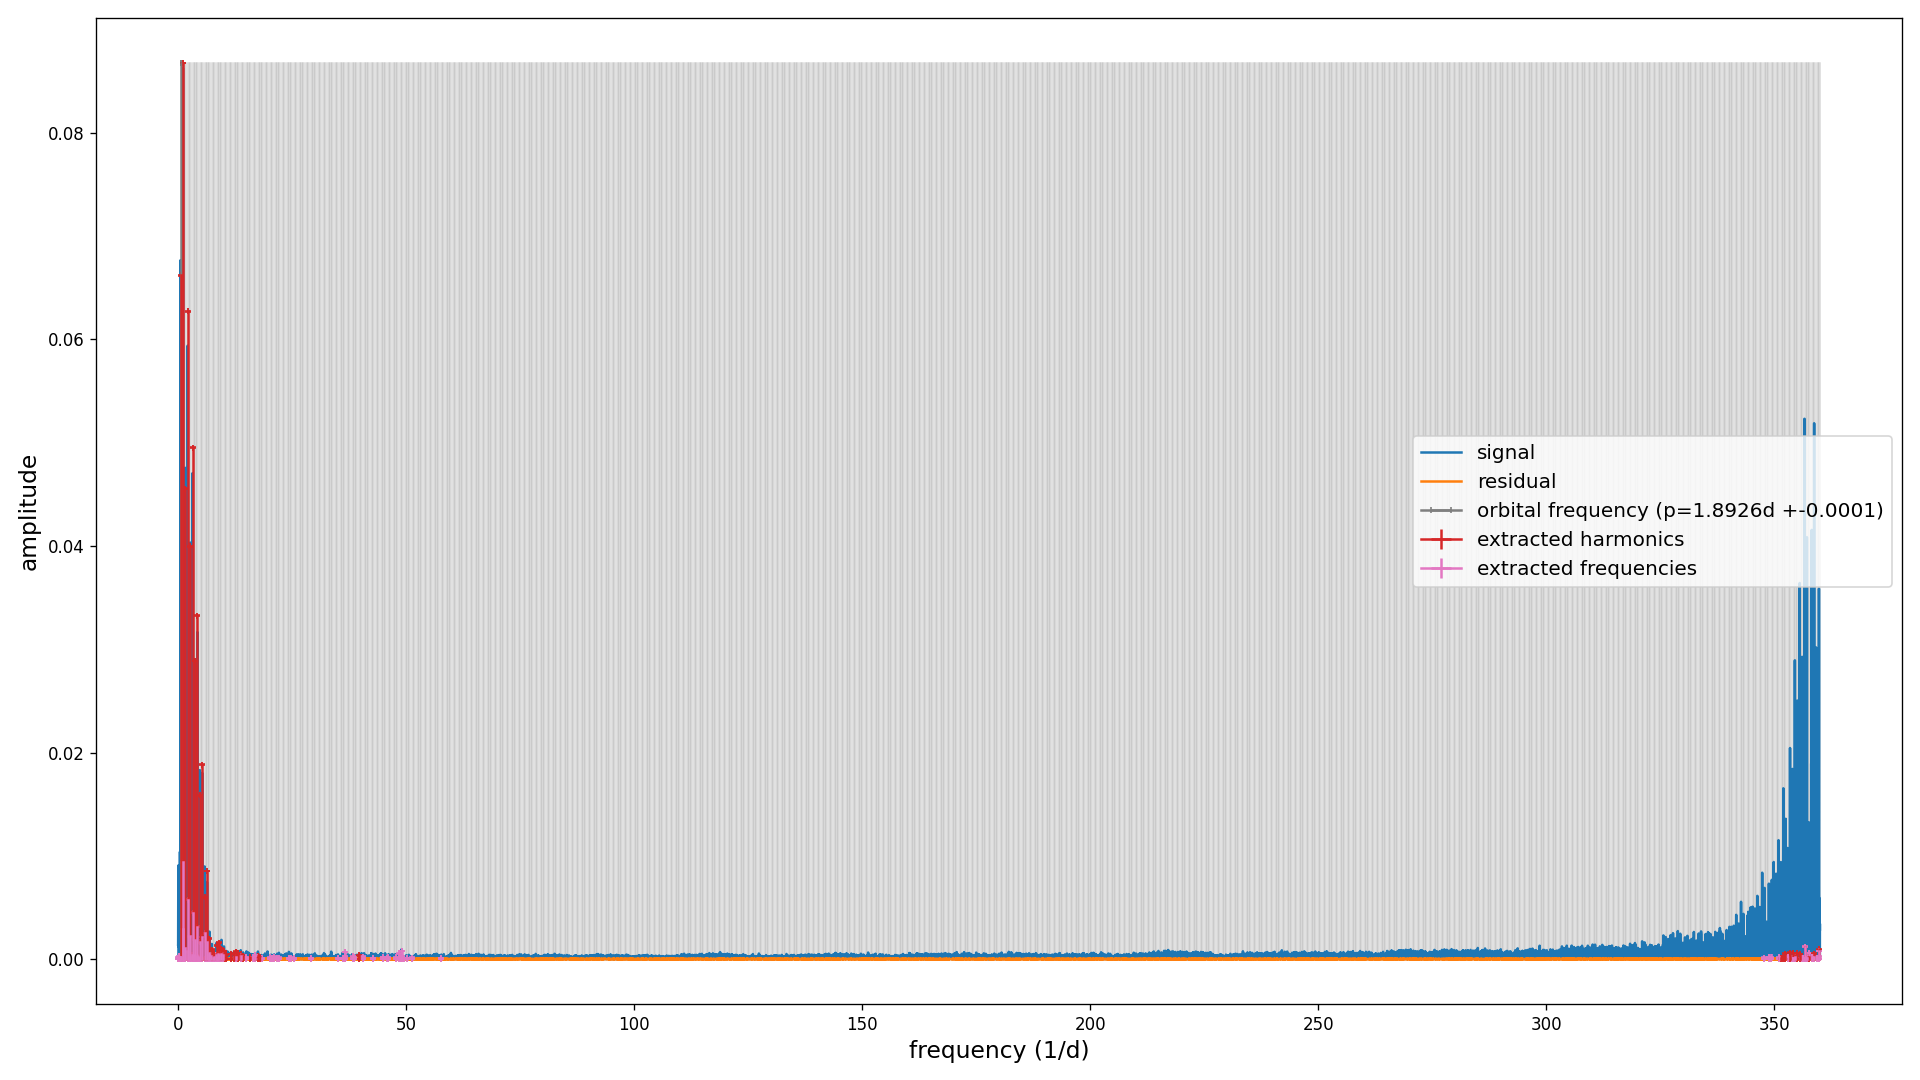 0.08
0.06
0.04
0.02
0.00
amplitude
signal
residual
orbital frequency (p=1.8926d +-0.0001)
extracted harmonics
extracted frequencies
0 50 100 150 200 250 300 350
frequency (1/d)